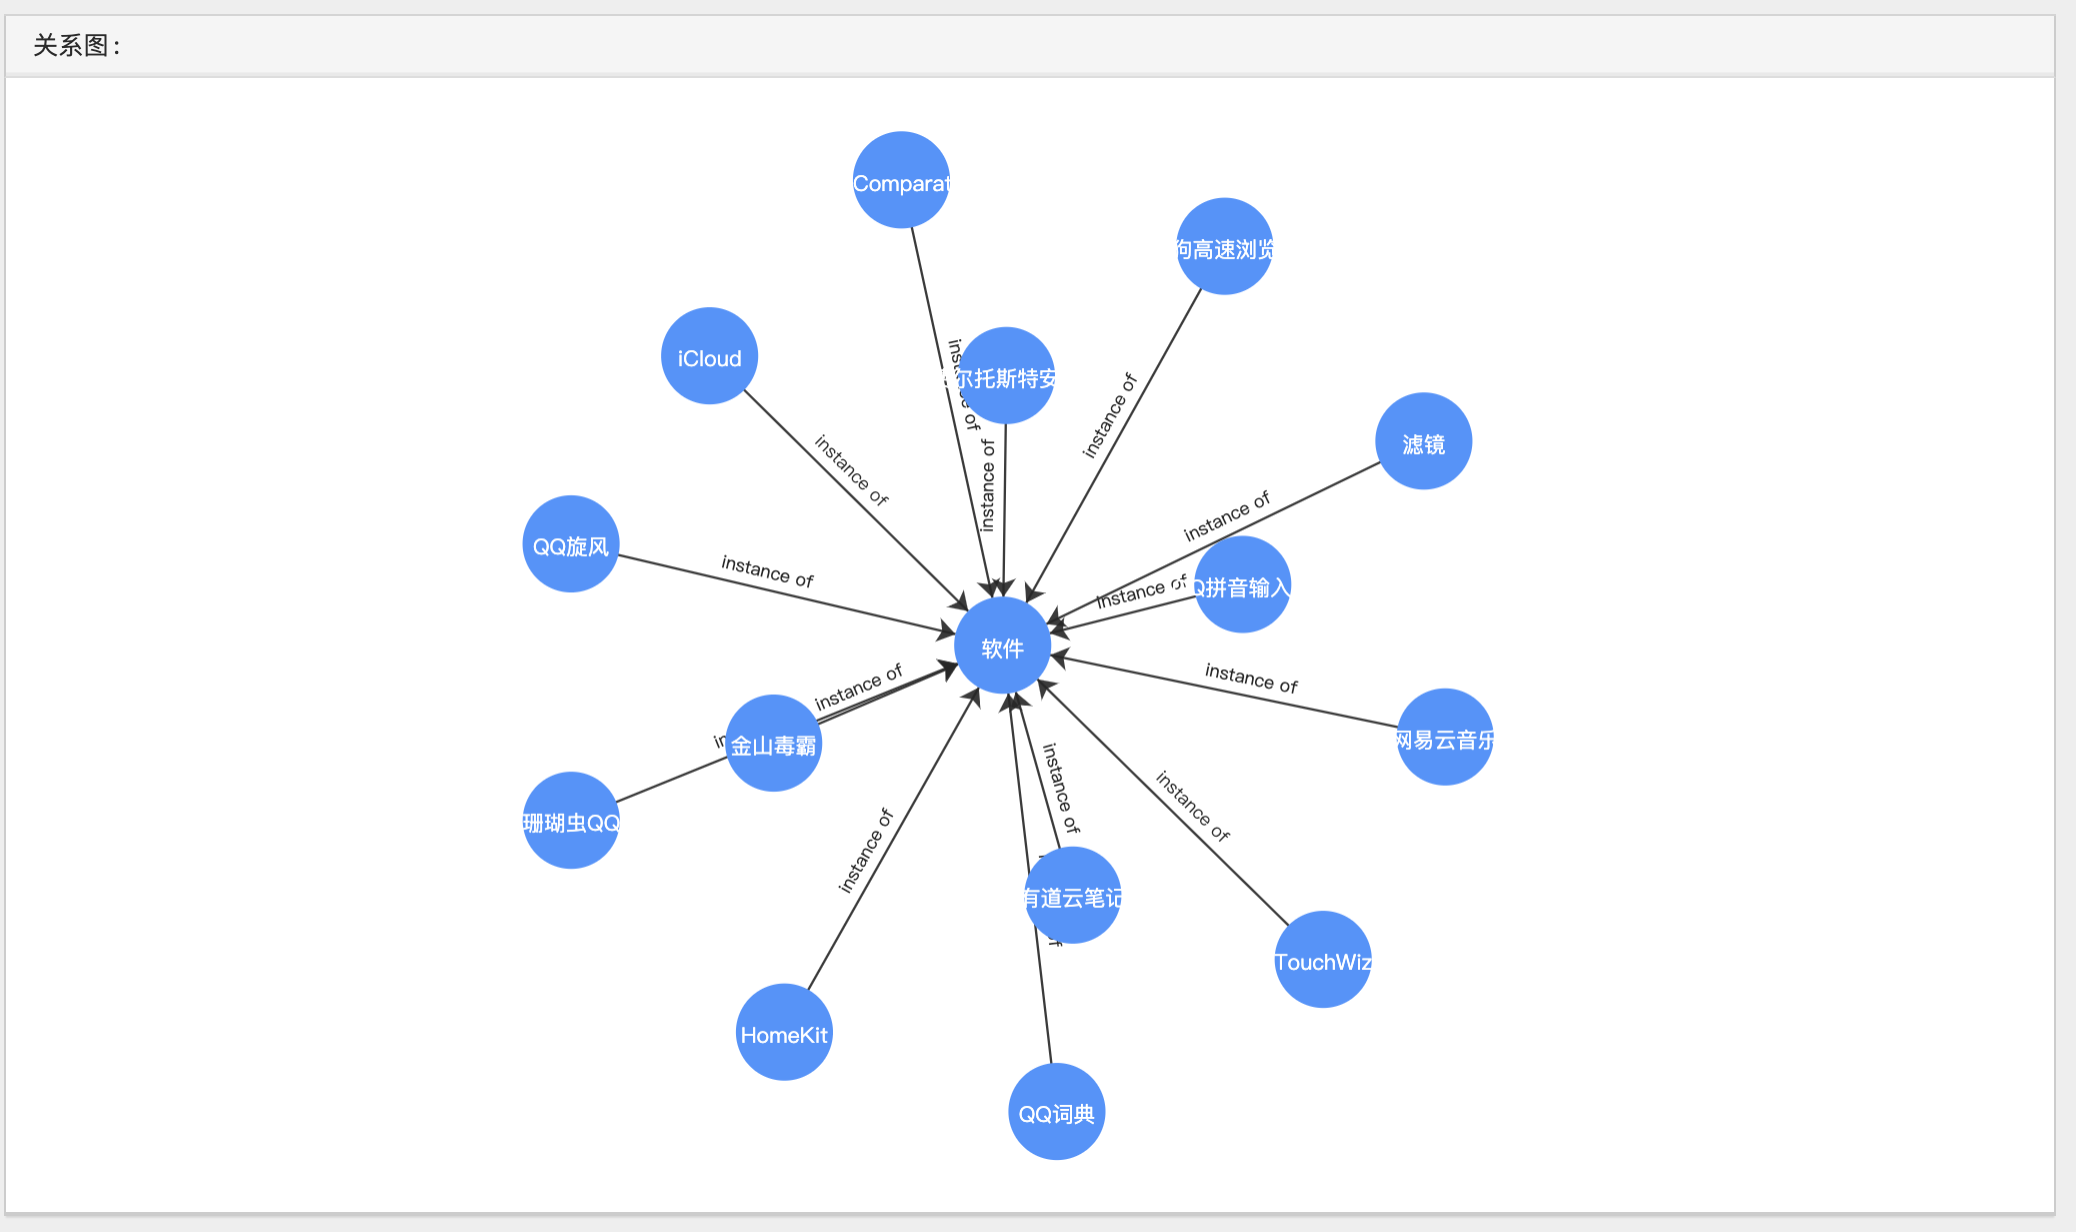 关系图:
Comparat
狗高速浏览
iCloud
尔托斯特安
instance of
instance of
滤镜
instance of
instance of
instance of
QQ旋风
instance of
instance of
Q拼音输入
软件
instance of
instance of
金山毒霸
网易云音乐
instance of
instance of
珊瑚虫QQ
instance of
有道云笔记
TouchWiz
HomeKit
QQ词典